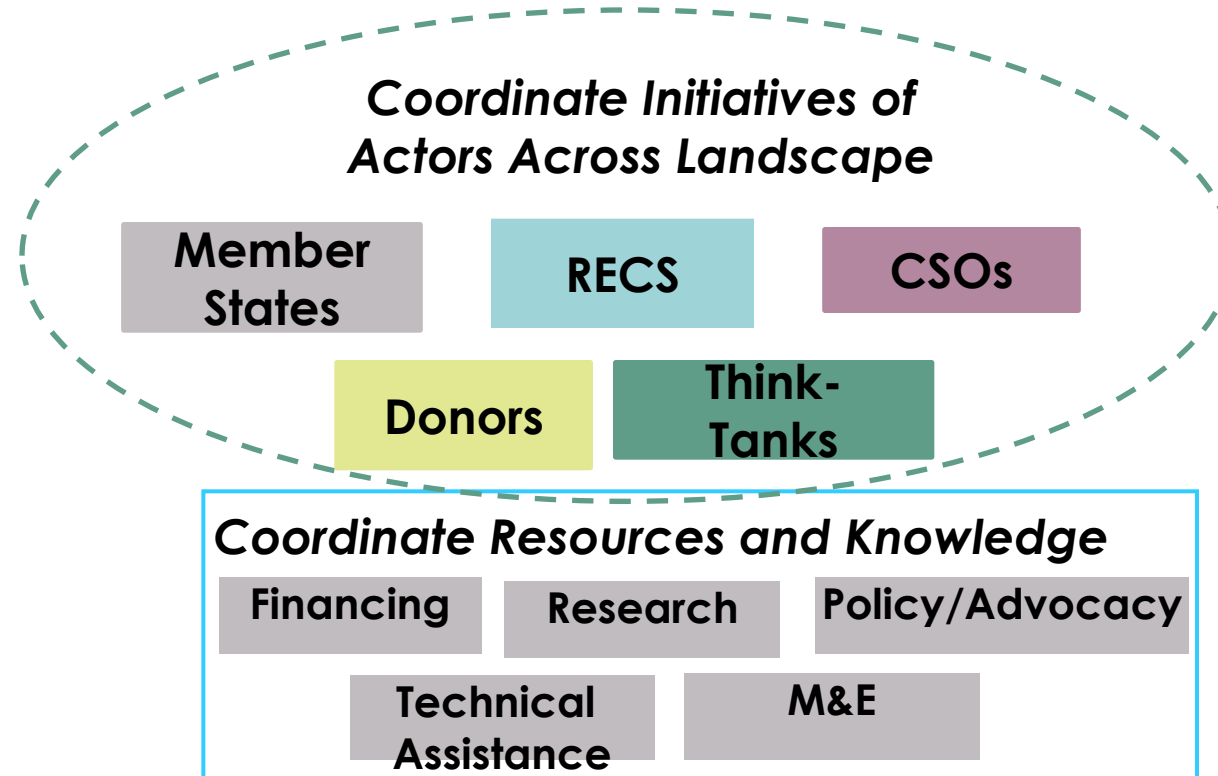 Coordinate Initiatives of
Actors Across Landscape
Member
States
RECS
CSOs
Donors
Think-
Tanks
Coordinate Resources and Knowledge
Financing
Research
Policy/Advocacy
Technical
Assistance
M&E